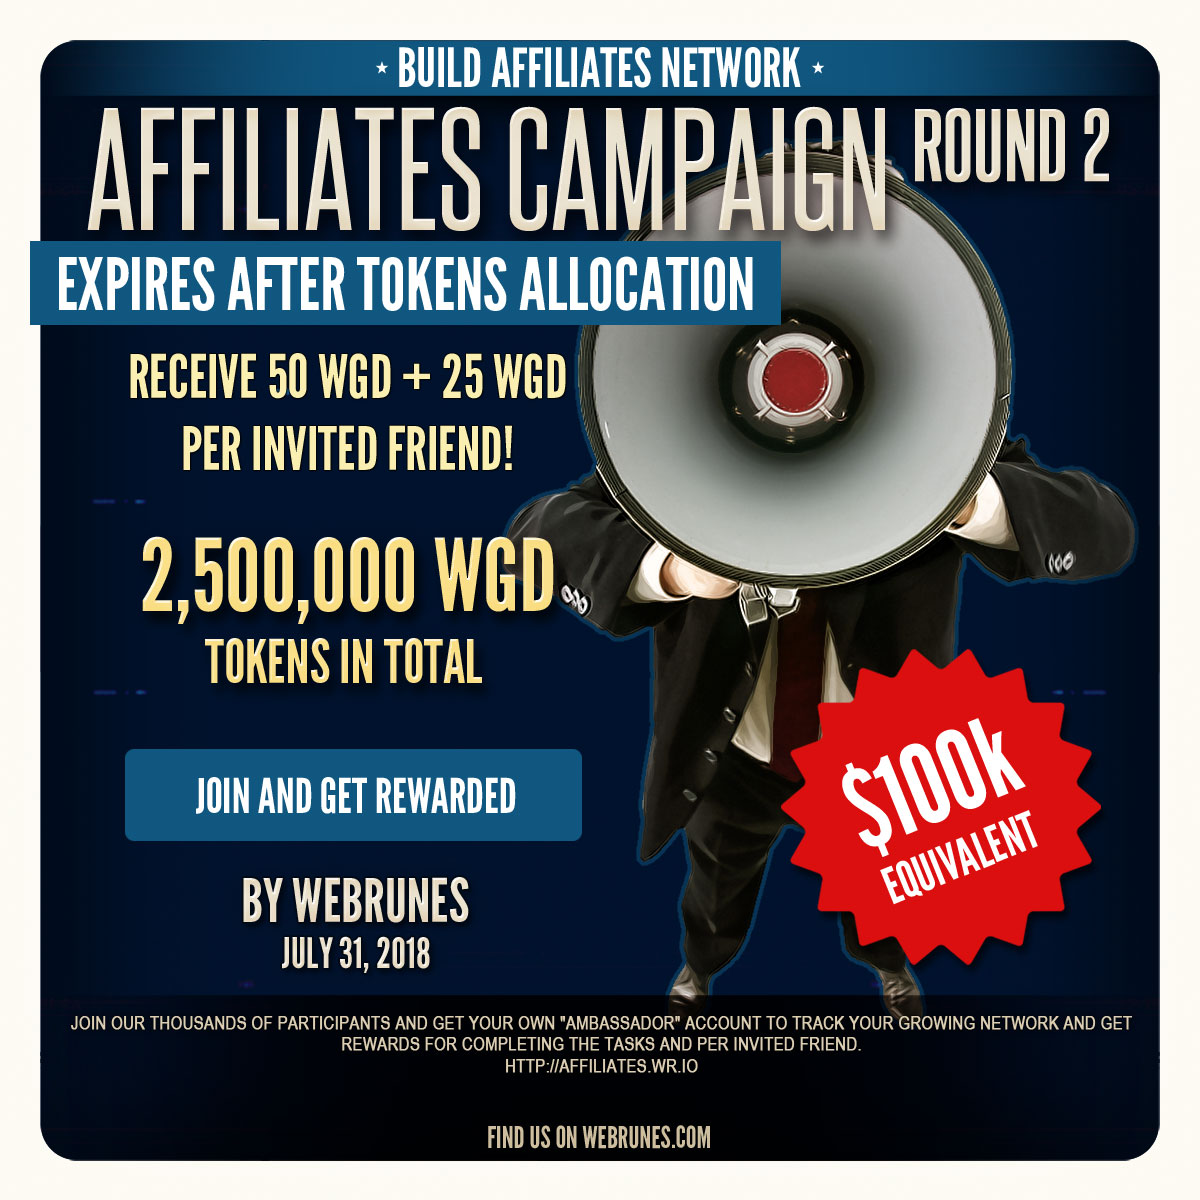 ★ BUILD AFFILIATES NETWORK ★
AFFILIATES CAMPAIGN ROUND 2
EXPIRES AFTER TOKENS ALLOCATION
RECEIVE 50 WGD + 25 WGD
PER INVITED FRIEND!
2,500,000 WGD
TOKENS IN TOTAL
JOIN AND GET REWARDED
$100k
EQUIVALENT
BY WEBRUNES
JULY 31, 2018
JOIN OUR THOUSANDS OF PARTICIPANTS AND GET YOUR OWN "AMBASSADOR" ACCOUNT TO TRACK YOUR GROWING NETWORK AND GET
REWARDS FOR COMPLETING THE TASKS AND PER INVITED FRIEND.
HTTP://AFFILIATES.WR.IO
FIND US ON WEBRUNES.COM